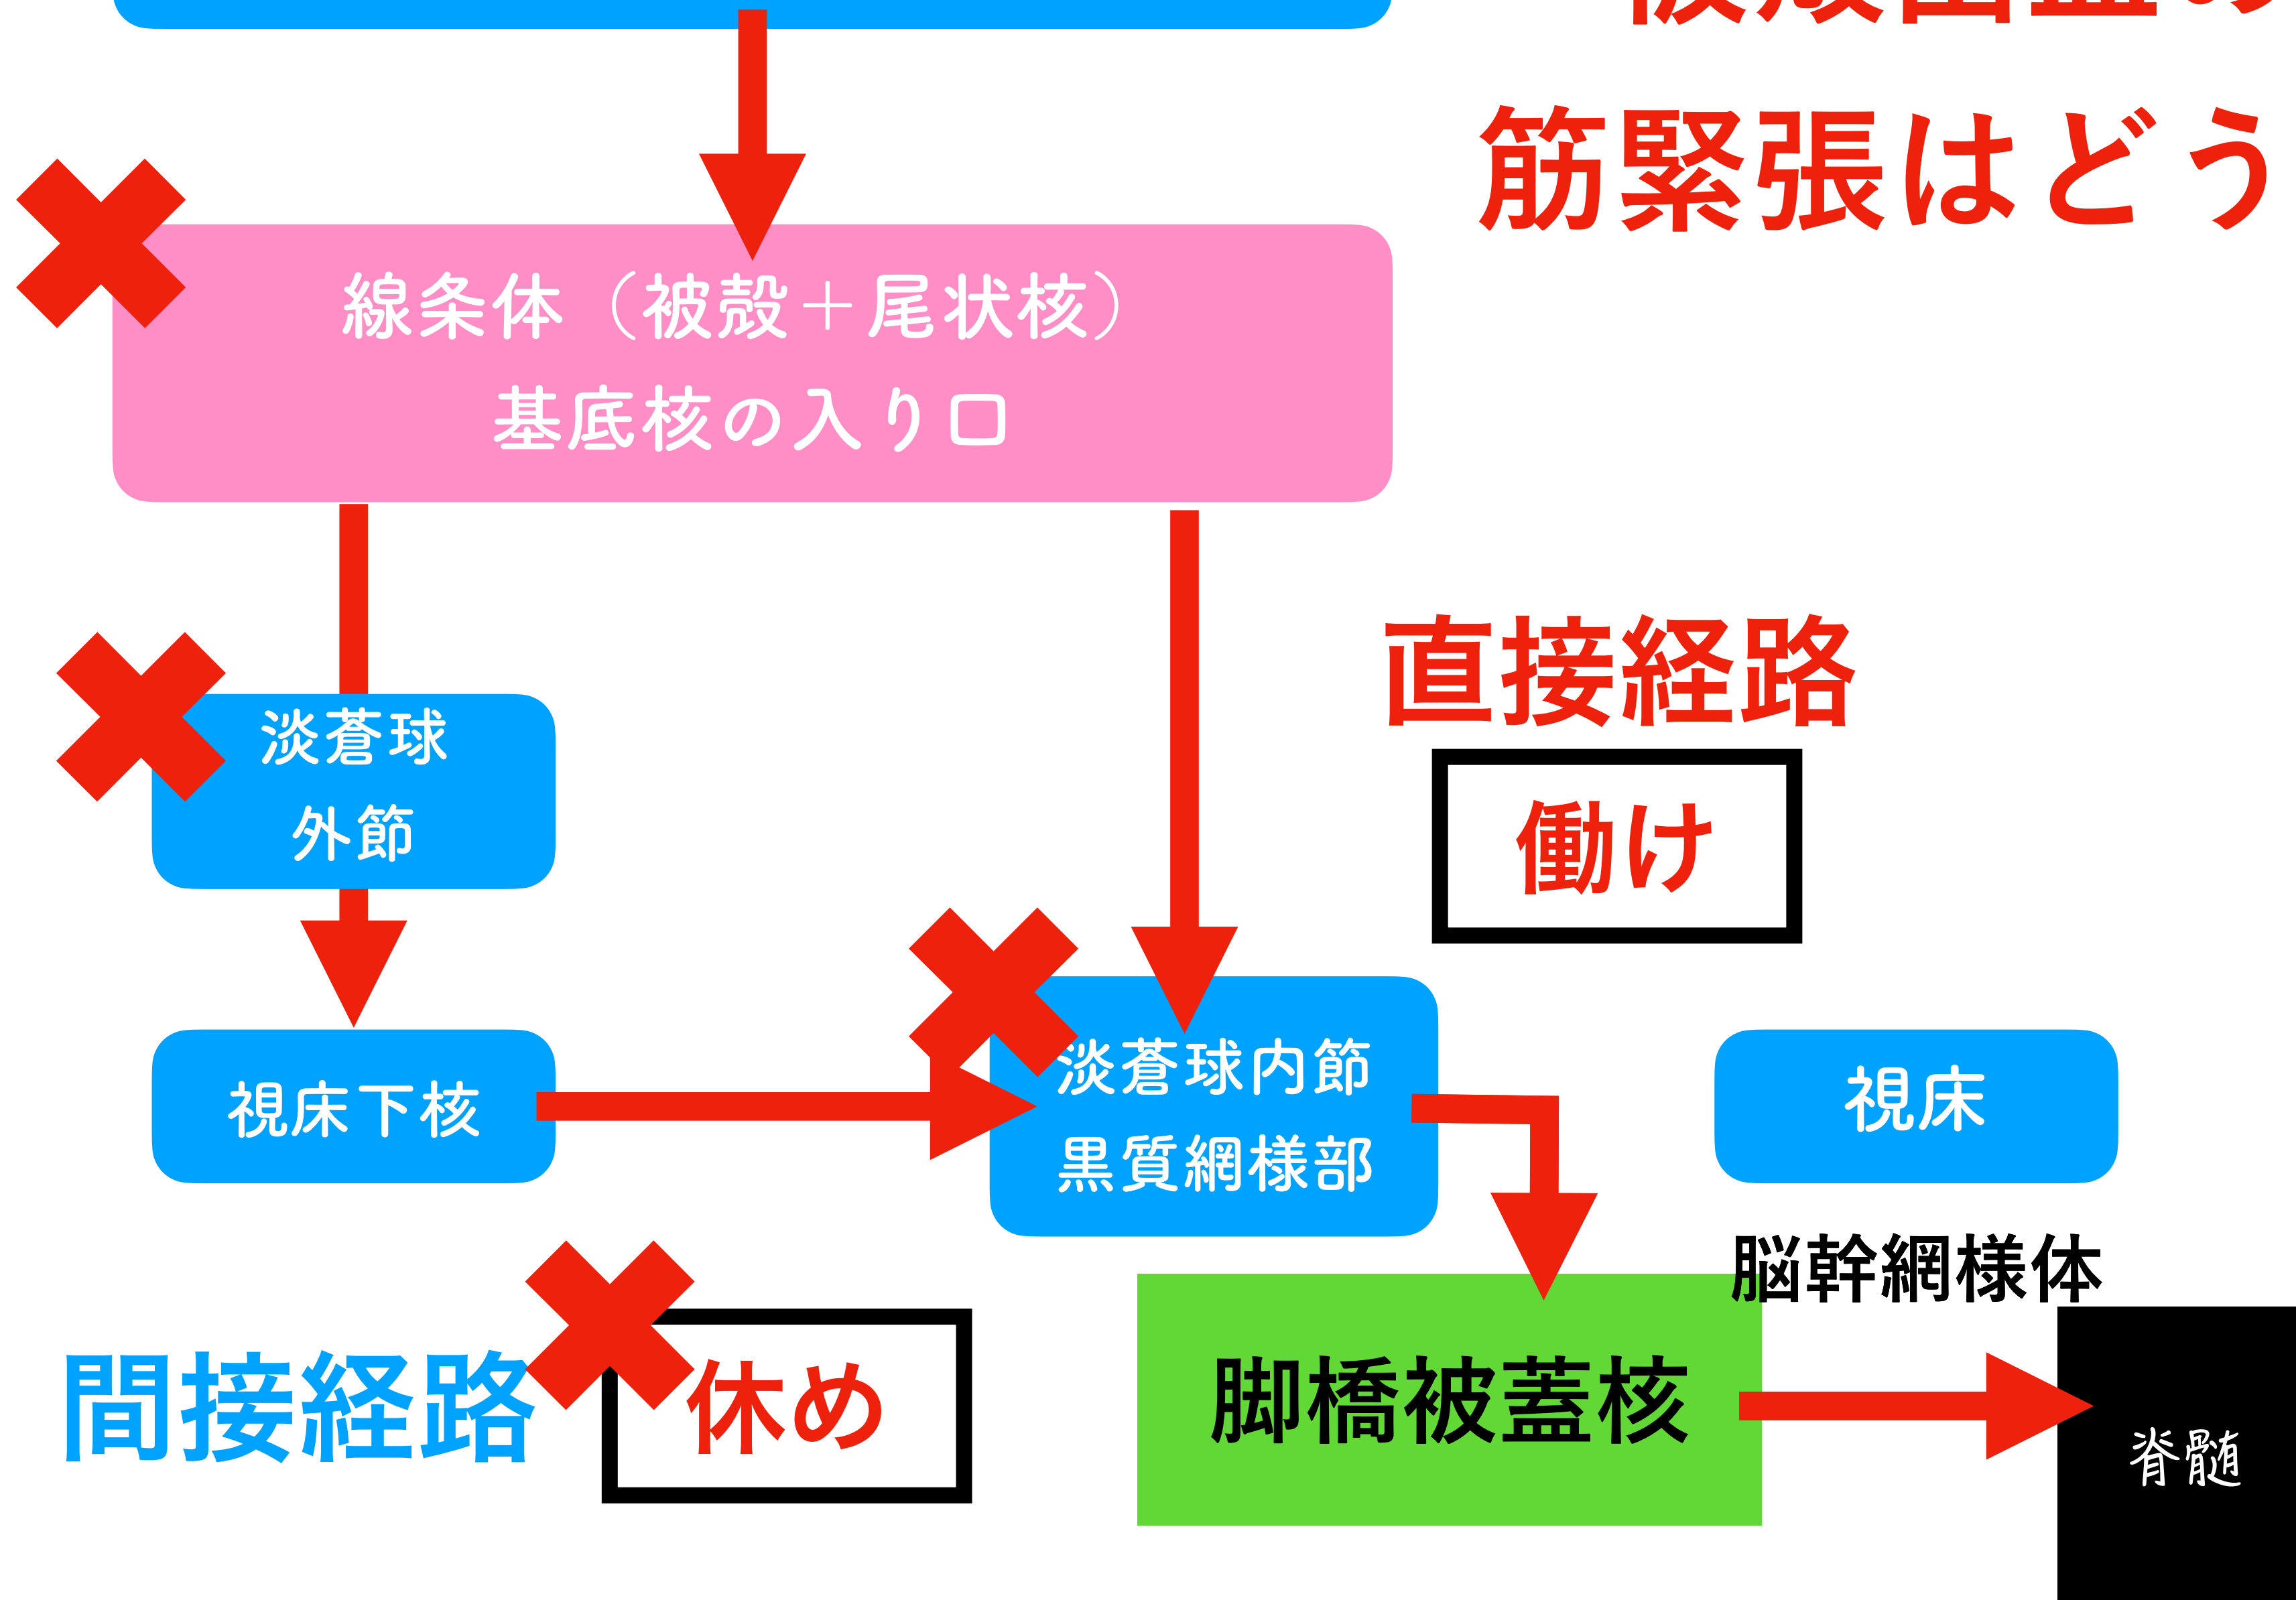 筋緊張はどう
線条体（被殻＋尾状核）
基底核の入り口
直接経路
淡蒼球
外節
働け
淡蒼球内節
黒質網様部
視床下核
視床
脳幹網様体
間接経路
休め
脚橋被蓋核
脊髄